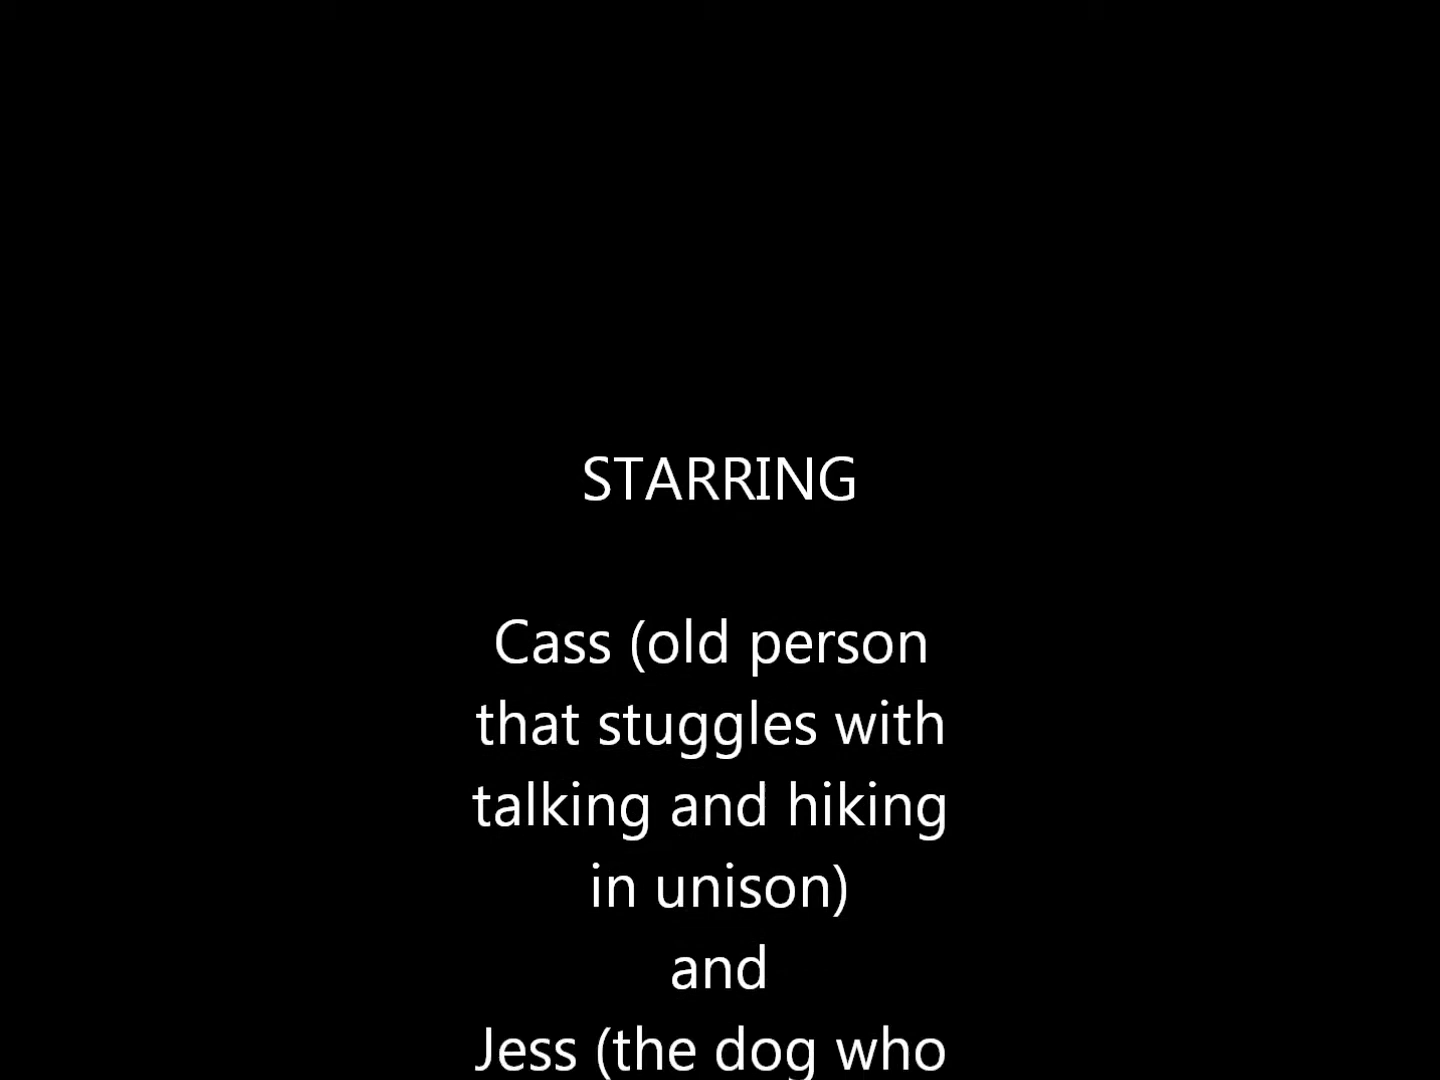 STARRING
Cass (old person
that stuggles with
talking and hiking
in unison)
and
Jess (the dog who